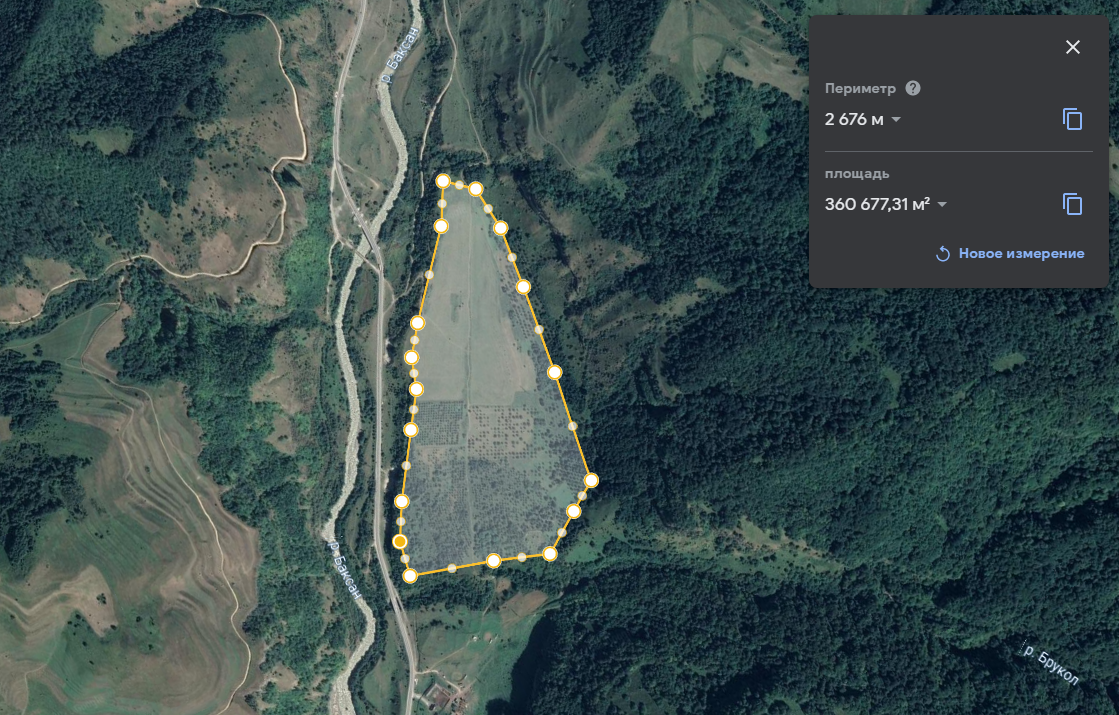 р. Баксан
Периметр
2 676 м
площадь
360 677,31 м²
Новое измерение
р. Баксан
р. Брукол